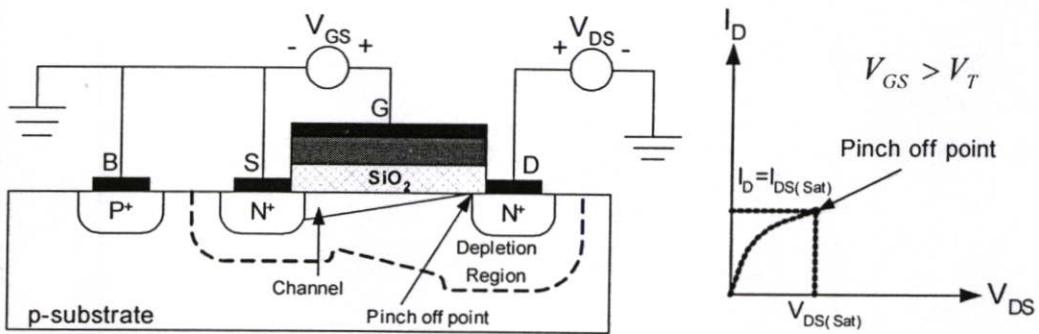 V_GS
- +
V_DS
+ -
G
B
S
D
SiO₂
P⁺
N⁺
N⁺
Depletion
Region
Channel
p-substrate
Pinch off point
I_D
V_GS > V_T
Pinch off point
I_D=I_DS(Sat)
V_DS(Sat)
V_DS